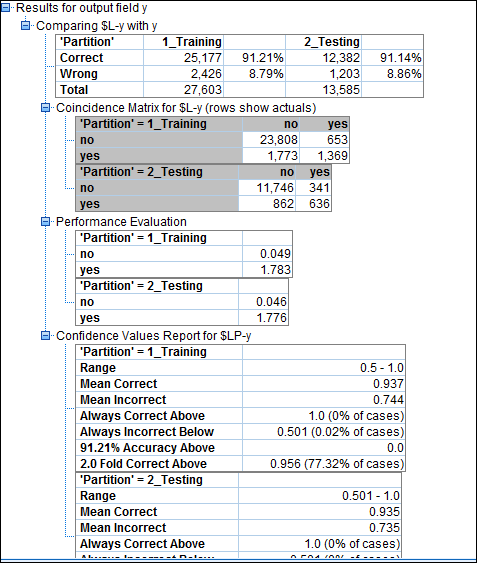 Results for output field y
Comparing $L-y with y
'Partition' 1_Training 2_Testing
Correct 25,177 91.21% 12,382 91.14%
Wrong 2,426 8.79% 1,203 8.86%
Total 27,603 13,585
Coincidence Matrix for $L-y (rows show actuals)
'Partition' = 1_Training no yes
no 23,808 653
yes 1,773 1,369
'Partition' = 2_Testing no yes
no 11,746 341
yes 862 636
Performance Evaluation
'Partition' = 1_Training
no 0.049
yes 1.783
'Partition' = 2_Testing
no 0.046
yes 1.776
Confidence Values Report for $LP-y
'Partition' = 1_Training
Range 0.5 - 1.0
Mean Correct 0.937
Mean Incorrect 0.744
Always Correct Above 1.0 (0% of cases)
Always Incorrect Below 0.501 (0.02% of cases)
91.21% Accuracy Above 0.0
2.0 Fold Correct Above 0.956 (77.32% of cases)
'Partition' = 2_Testing
Range 0.501 - 1.0
Mean Correct 0.935
Mean Incorrect 0.735
Always Correct Above 1.0 (0% of cases)